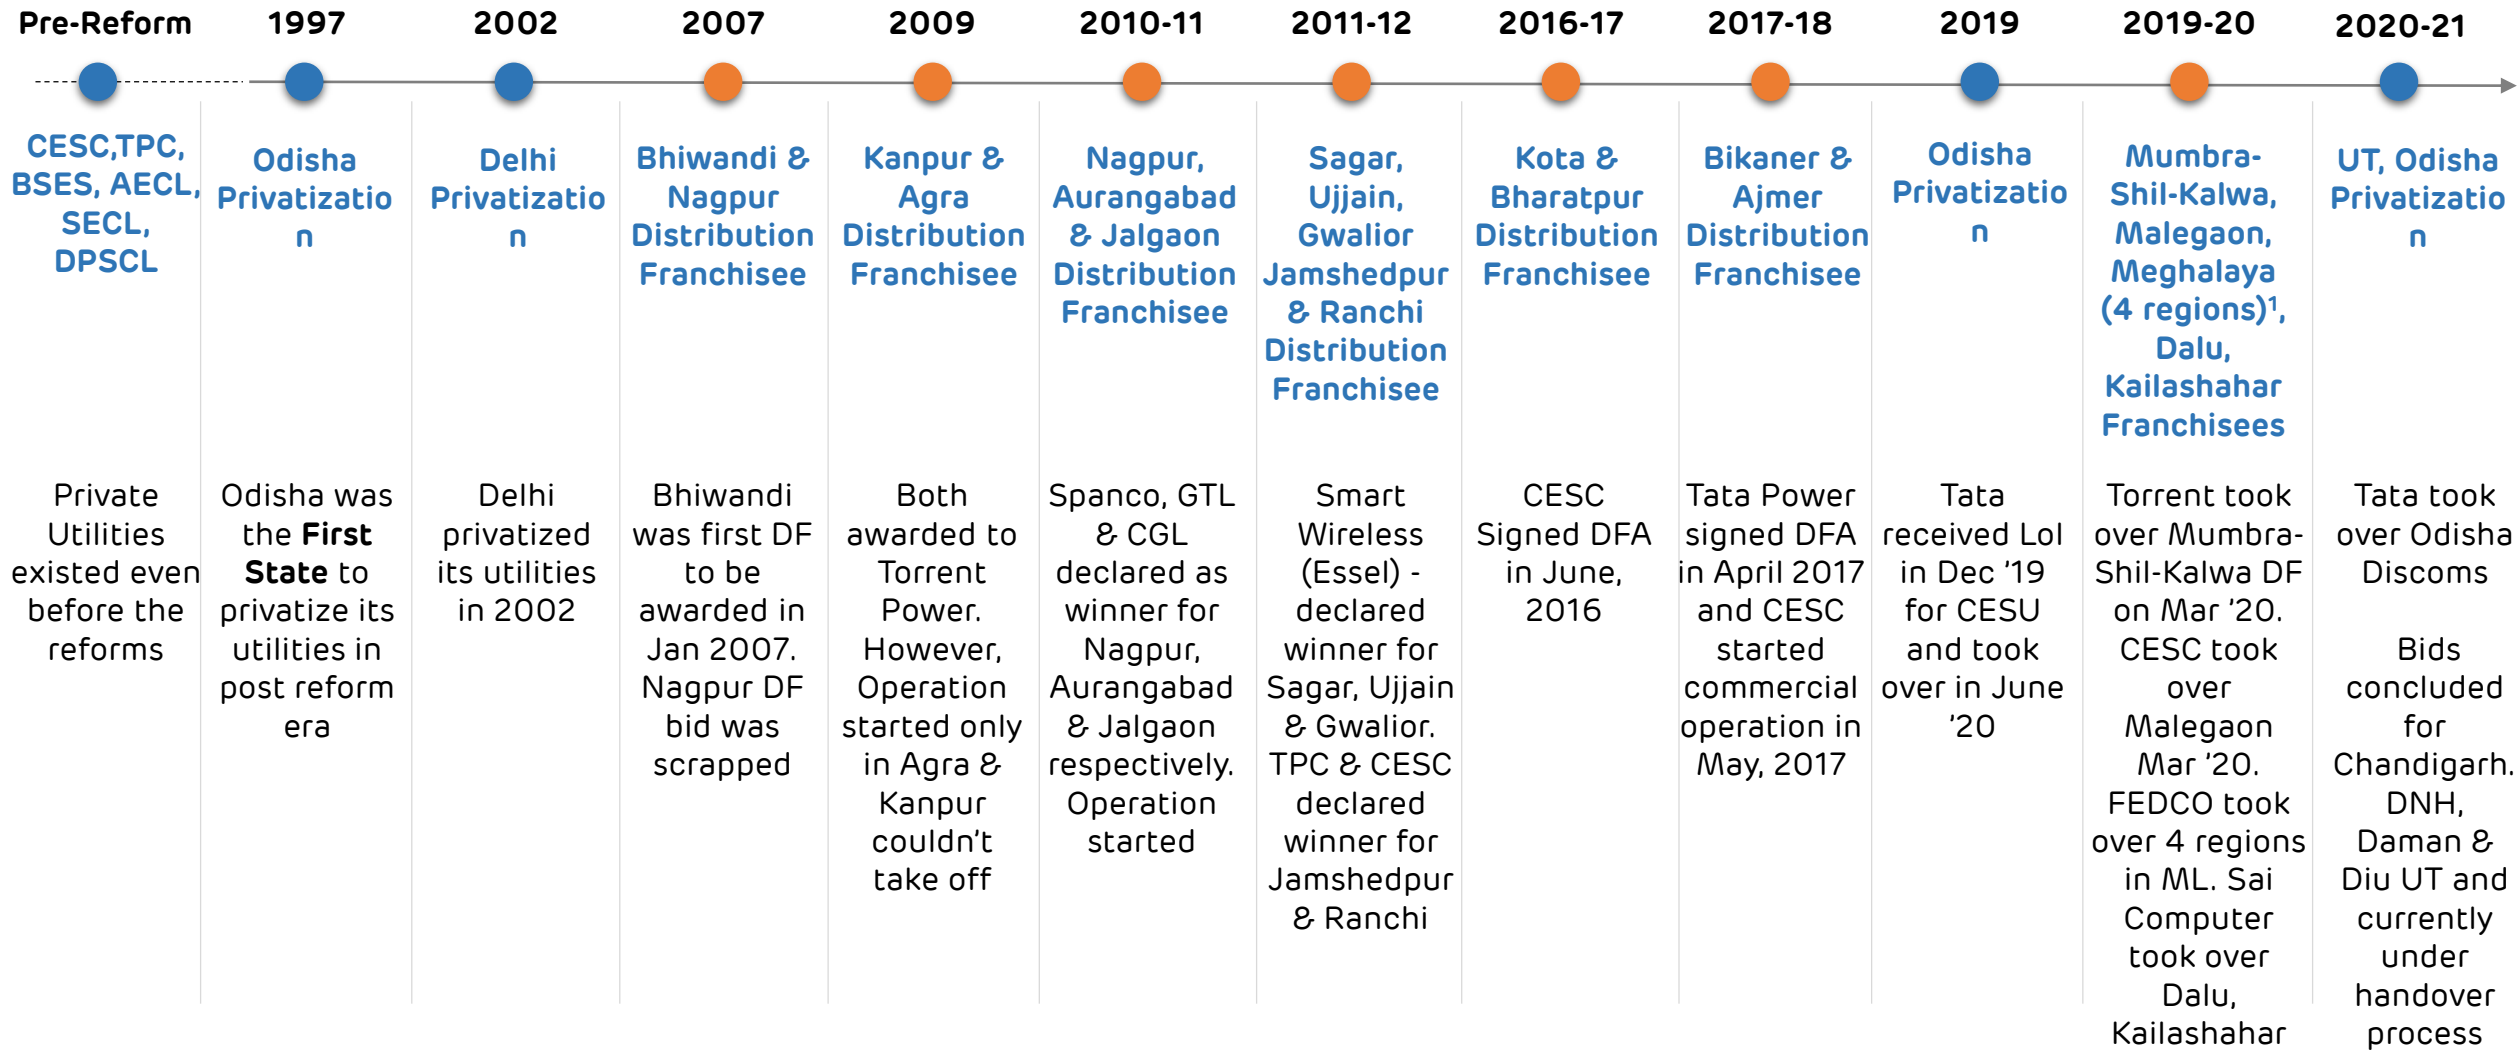 Pre-Reform
1997
2002
2007
2009
2010-11
2011-12
2016-17
2017-18
2019
2019-20
2020-21
CESC,TPC,
BSES, AECL,
SECL,
DPSCL
Odisha
Privatizatio
n
Delhi
Privatizatio
n
Bhiwandi &
Nagpur
Distribution
Franchisee
Kanpur &
Agra
Distribution
Franchisee
Nagpur,
Aurangabad
& Jalgaon
Distribution
Franchisee
Sagar,
Ujjain,
Gwalior
Jamshedpur
& Ranchi
Distribution
Franchisee
Kota &
Bharatpur
Distribution
Franchisee
Bikaner &
Ajmer
Distribution
Franchisee
Odisha
Privatizatio
n
Mumbra-
Shil-Kalwa,
Malegaon,
Meghalaya
(4 regions)¹,
Dalu,
Kailashahar
Franchisees
UT, Odisha
Privatizatio
n
Private
Utilities
existed even
before the
reforms
Odisha was
the First
State to
privatize its
utilities in
post reform
era
Delhi
privatized
its utilities
in 2002
Bhiwandi
was first DF
to be
awarded in
Jan 2007.
Nagpur DF
bid was
scrapped
Both
awarded to
Torrent
Power.
However,
Operation
started only
in Agra &
Kanpur
couldn't
take off
Spanco, GTL
& CGL
declared as
winner for
Nagpur,
Aurangabad
& Jalgaon
respectively.
Operation
started
Smart
Wireless
(Essel) -
declared
winner for
Sagar, Ujjain
& Gwalior.
TPC & CESC
declared
winner for
Jamshedpur
& Ranchi
CESC
Signed DFA
in June,
2016
Tata Power
signed DFA
in April 2017
and CESC
started
commercial
operation in
May, 2017
Tata
received LoI
in Dec '19
for CESU
and took
over in June
'20
Torrent took
over Mumbra-
Shil-Kalwa DF
on Mar '20.
CESC took
over
Malegaon
Mar '20.
FEDCO took
over 4 regions
in ML. Sai
Computer
took over
Dalu,
Kailashahar
Tata took
over Odisha
Discoms
Bids
concluded
for
Chandigarh.
DNH,
Daman &
Diu UT and
currently
under
handover
process